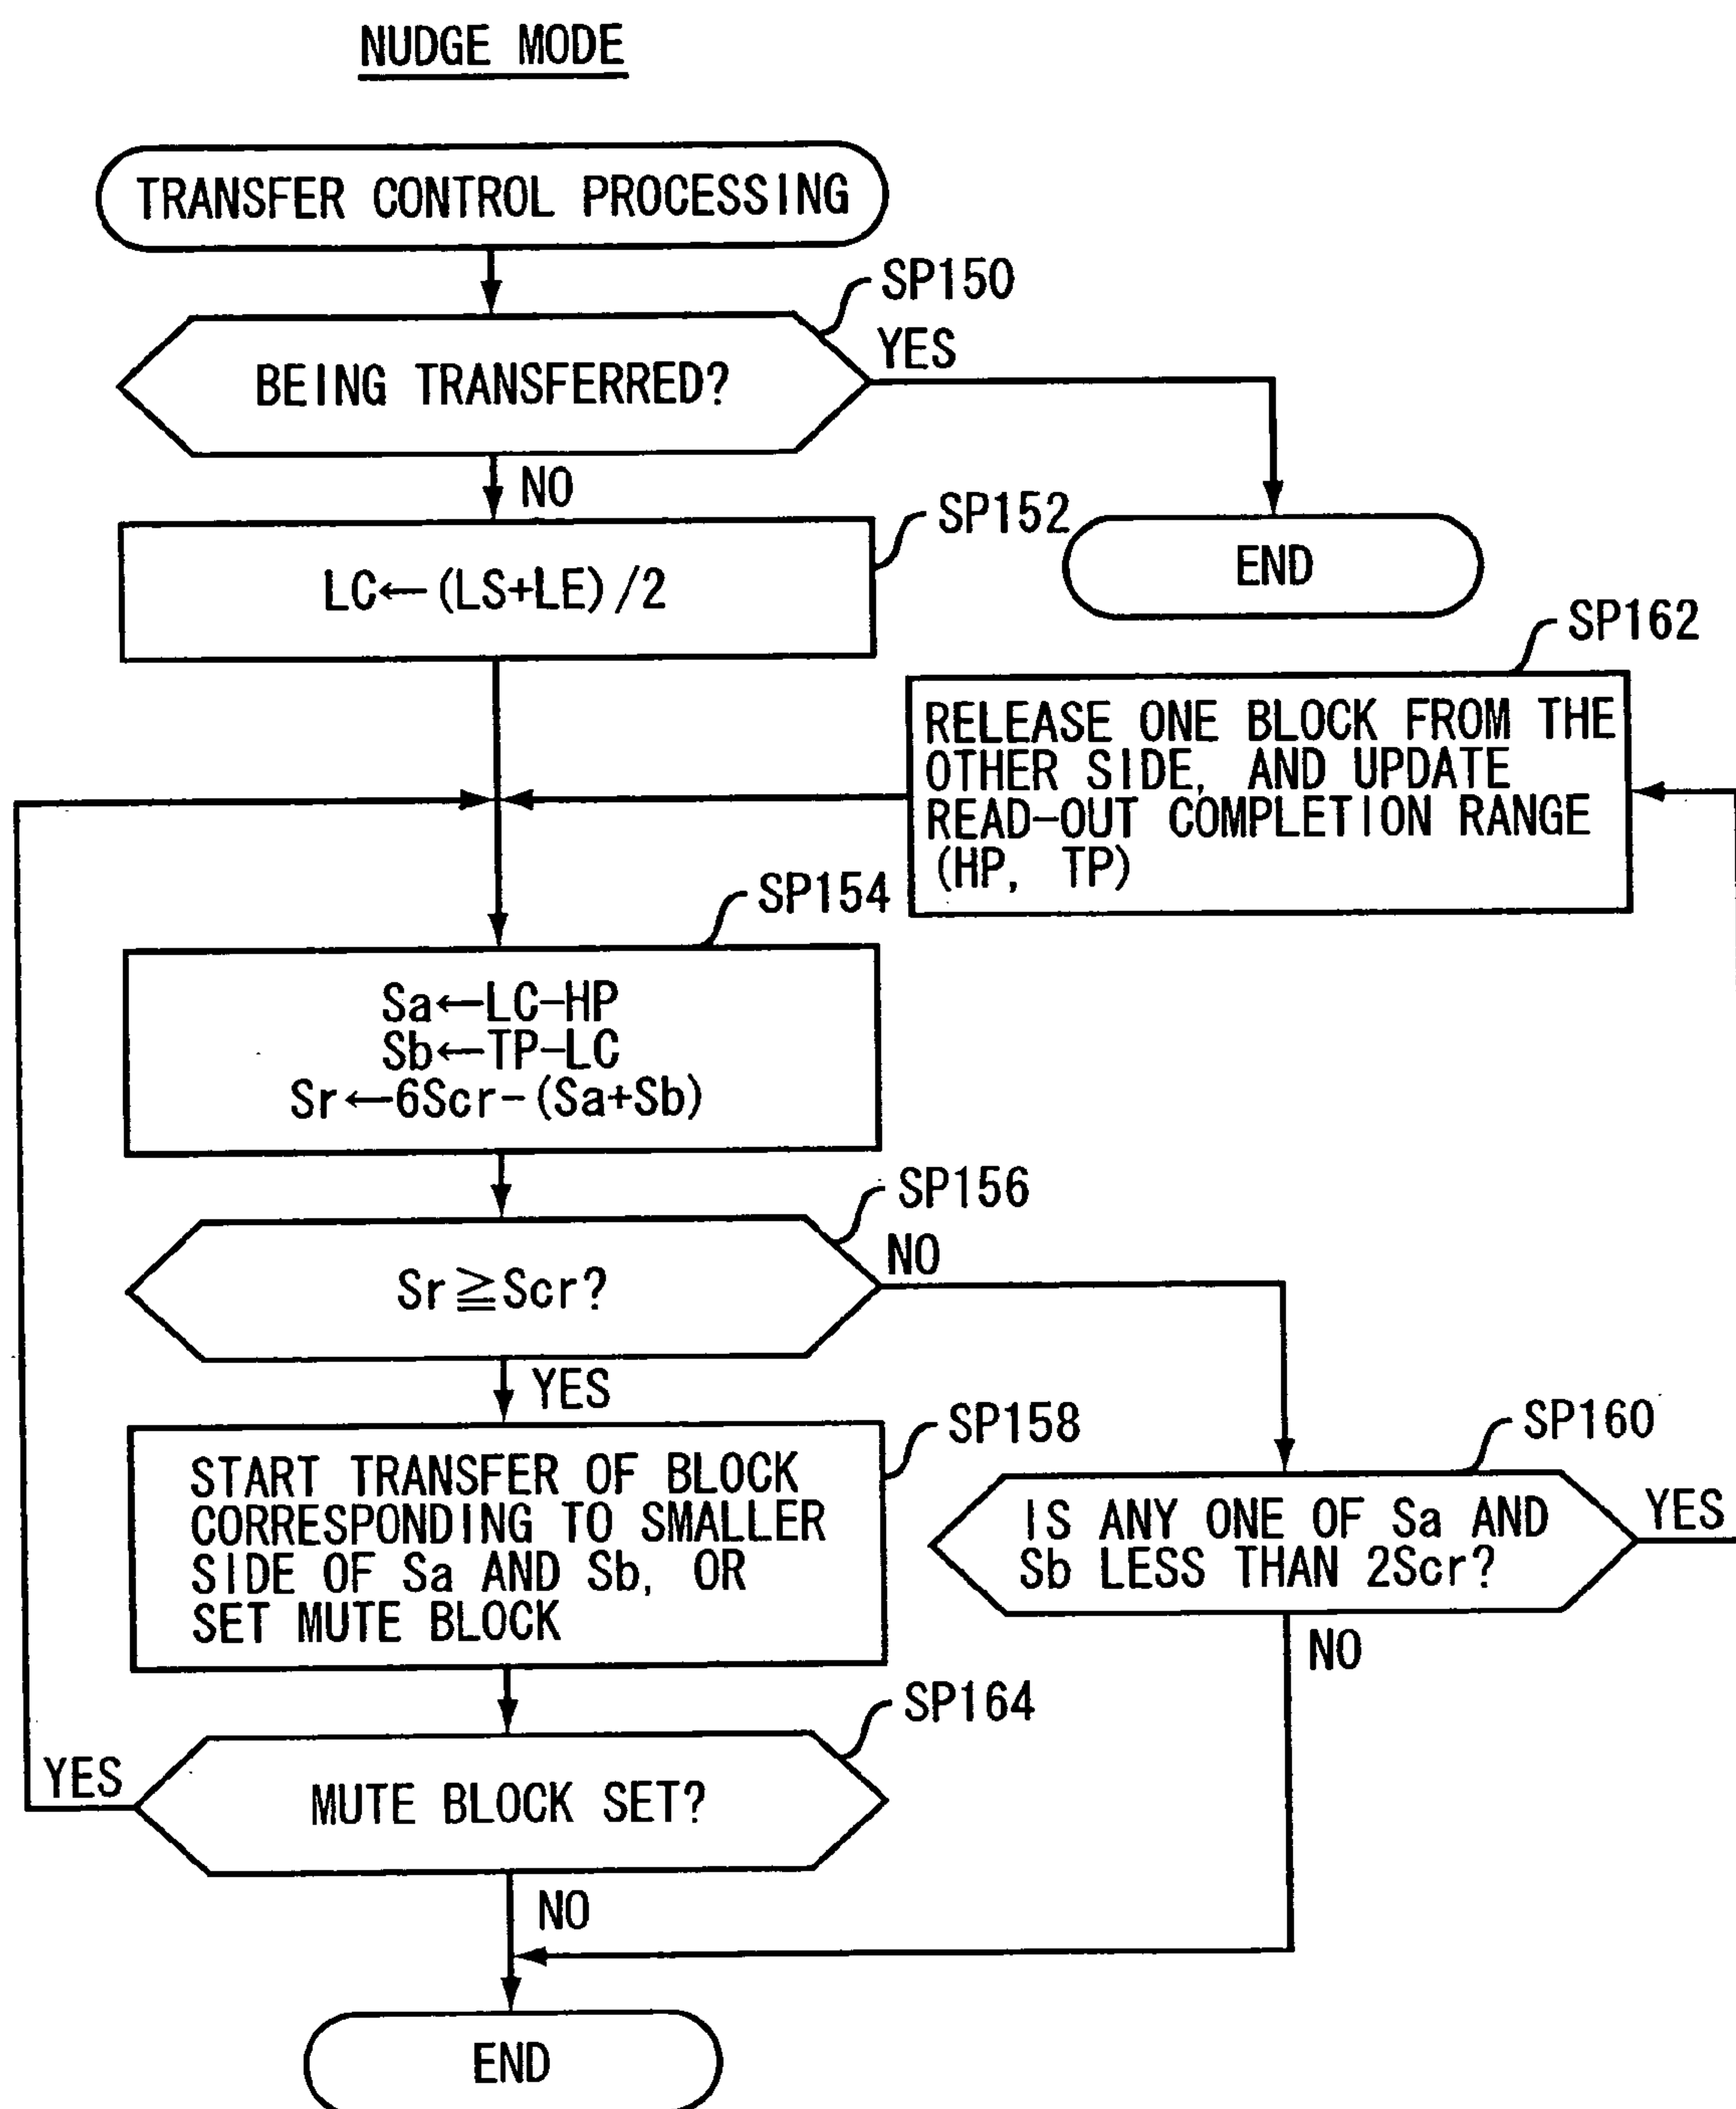 NUDGE MODE
TRANSFER CONTROL PROCESSING
SP150
BEING TRANSFERRED?
YES
NO
END
SP152
LC←(LS+LE)/2
SP162
RELEASE ONE BLOCK FROM THE
OTHER SIDE, AND UPDATE
READ-OUT COMPLETION RANGE
(HP, TP)
SP154
Sa←LC-HP
Sb←TP-LC
Sr←6Scr-(Sa+Sb)
SP156
Sr≧Scr?
NO
YES
SP158
START TRANSFER OF BLOCK
CORRESPONDING TO SMALLER
SIDE OF Sa AND Sb, OR
SET MUTE BLOCK
SP160
IS ANY ONE OF Sa AND
Sb LESS THAN 2Scr?
YES
NO
SP164
MUTE BLOCK SET?
YES
NO
END